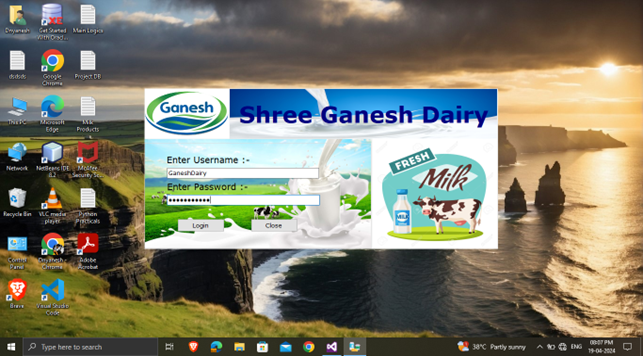 Dnyanesh
Get Started
With Oracl...
Main Logics
dsdsds
Google
Chrome
Project DB
This PC
Microsoft
Edge
Milk
Products
Network
NetBeans IDE
8.2
McAfee
Security Sc...
Recycle Bin
VLC media
player
Python
Practicals
Control
Panel
Dnyanesh -
Chrome
Adobe
Acrobat
Brave
Visual Studio
Code
Ganesh
Shree Ganesh Dairy
Enter Username :-
GaneshDairy
Enter Password :-
Login
Close
FRESH
Milk
MILK
Type here to search
38°C Partly sunny
ENG
08:07 PM
19-04-2024